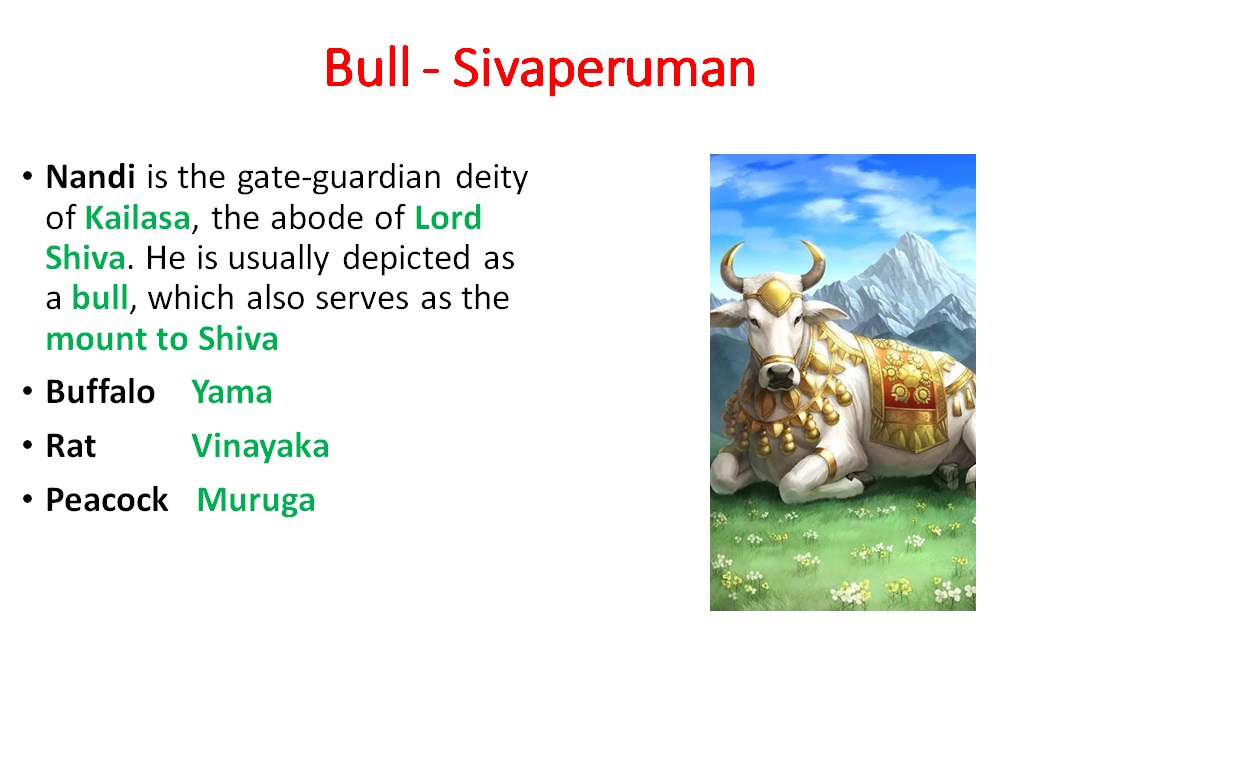 Bull - Sivaperuman
• Nandi is the gate-guardian deity
of Kailasa, the abode of Lord
Shiva. He is usually depicted as
a bull, which also serves as the
mount to Shiva
• Buffalo Yama
• Rat Vinayaka
• Peacock Muruga